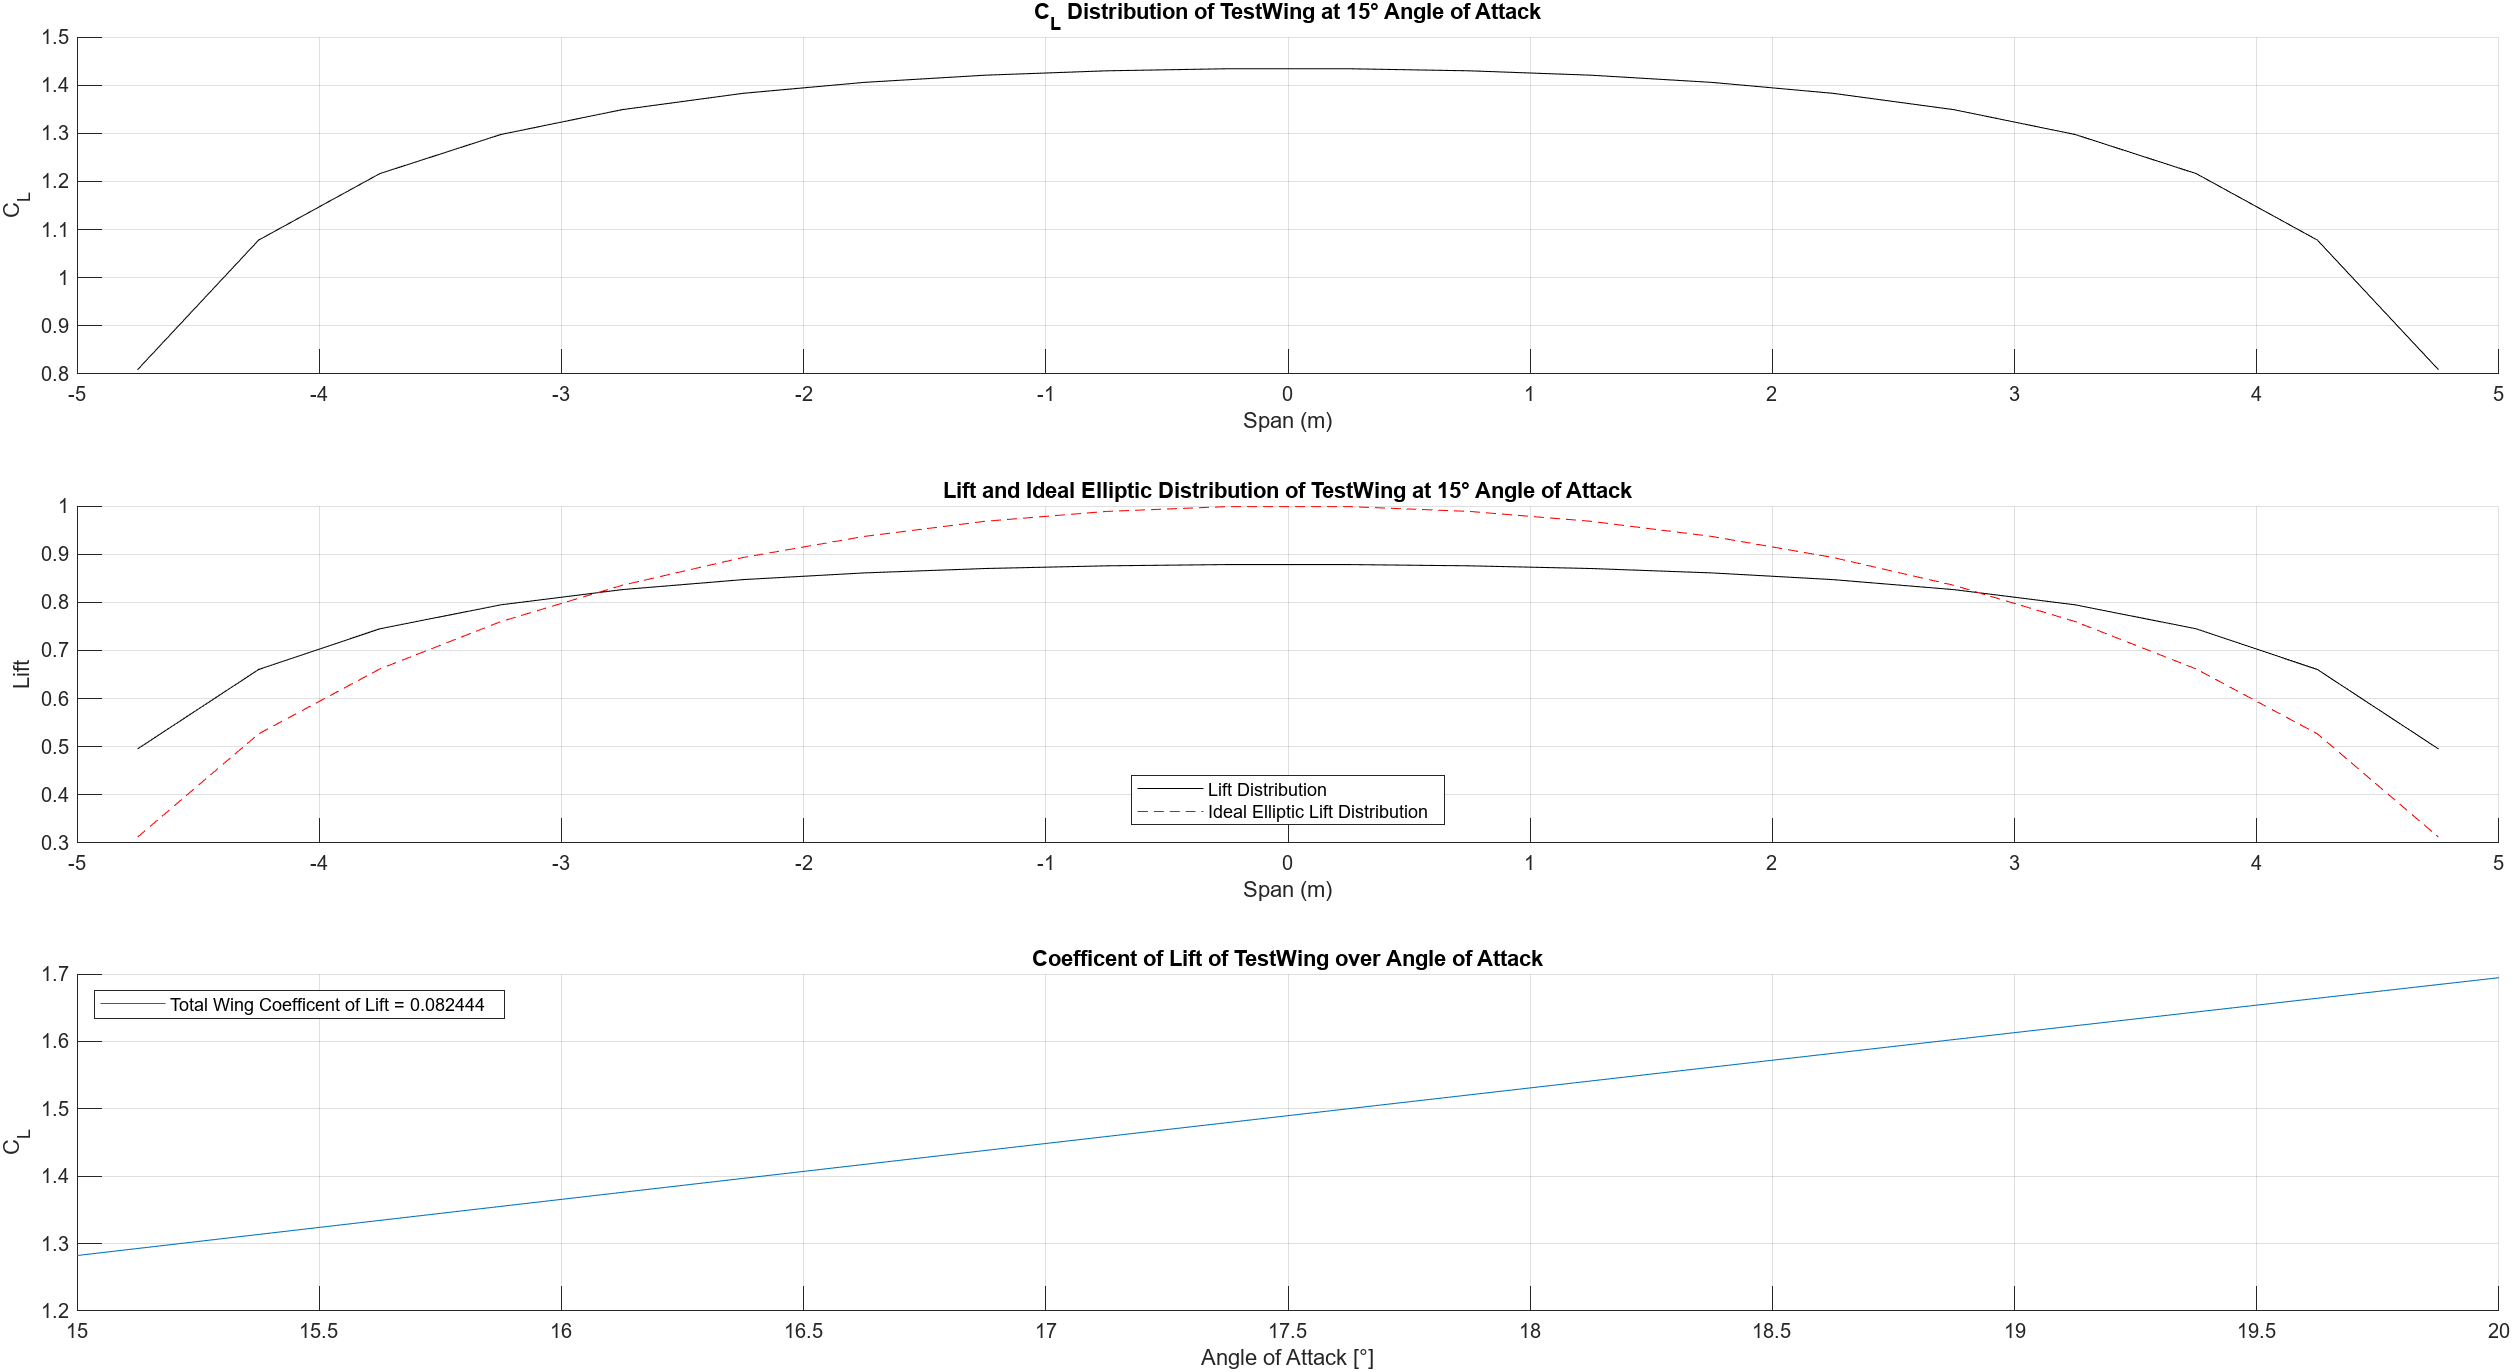 C_L Distribution of TestWing at 15° Angle of Attack
1.5
1.4
1.3
1.2
1.1
1
0.9
0.8
C_L
-5 -4 -3 -2 -1 0 1 2 3 4 5
Span (m)
Lift and Ideal Elliptic Distribution of TestWing at 15° Angle of Attack
1
0.9
0.8
0.7
0.6
0.5
0.4
0.3
Lift
Lift Distribution
Ideal Elliptic Lift Distribution
-5 -4 -3 -2 -1 0 1 2 3 4 5
Span (m)
Coefficent of Lift of TestWing over Angle of Attack
1.7
1.6
1.5
1.4
1.3
1.2
C_L
Total Wing Coefficent of Lift = 0.082444
15 15.5 16 16.5 17 17.5 18 18.5 19 19.5 20
Angle of Attack [°]